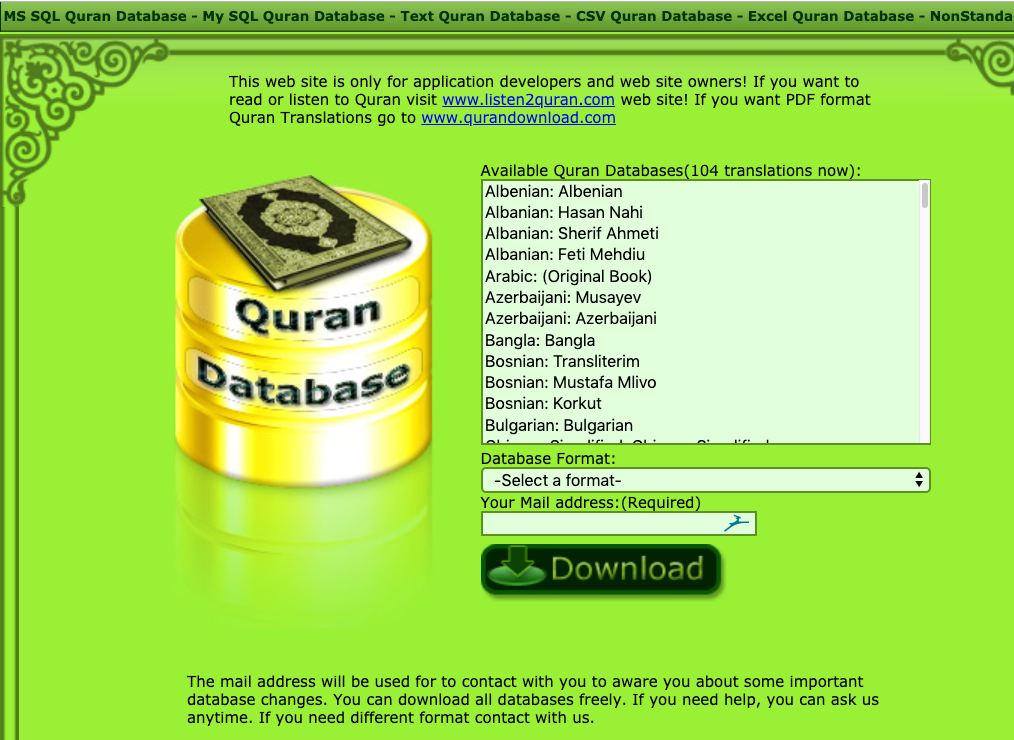 MS SQL Quran Database - My SQL Quran Database - Text Quran Database - CSV Quran Database - Excel Quran Database - NonStanda
This web site is only for application developers and web site owners! If you want to
read or listen to Quran visit www.listen2quran.com web site! If you want PDF format
Quran Translations go to www.qurandownload.com
Quran
Database
Available Quran Databases(104 translations now):
Albenian: Albenian
Albanian: Hasan Nahi
Albanian: Sherif Ahmeti
Albanian: Feti Mehdiu
Arabic: (Original Book)
Azerbaijani: Musayev
Azerbaijani: Azerbaijani
Bangla: Bangla
Bosnian: Transliterim
Bosnian: Mustafa Mlivo
Bosnian: Korkut
Bulgarian: Bulgarian
Database Format:
-Select a format-
Your Mail address:(Required)
Download
The mail address will be used for to contact with you to aware you about some important
database changes. You can download all databases freely. If you need help, you can ask us
anytime. If you need different format contact with us.